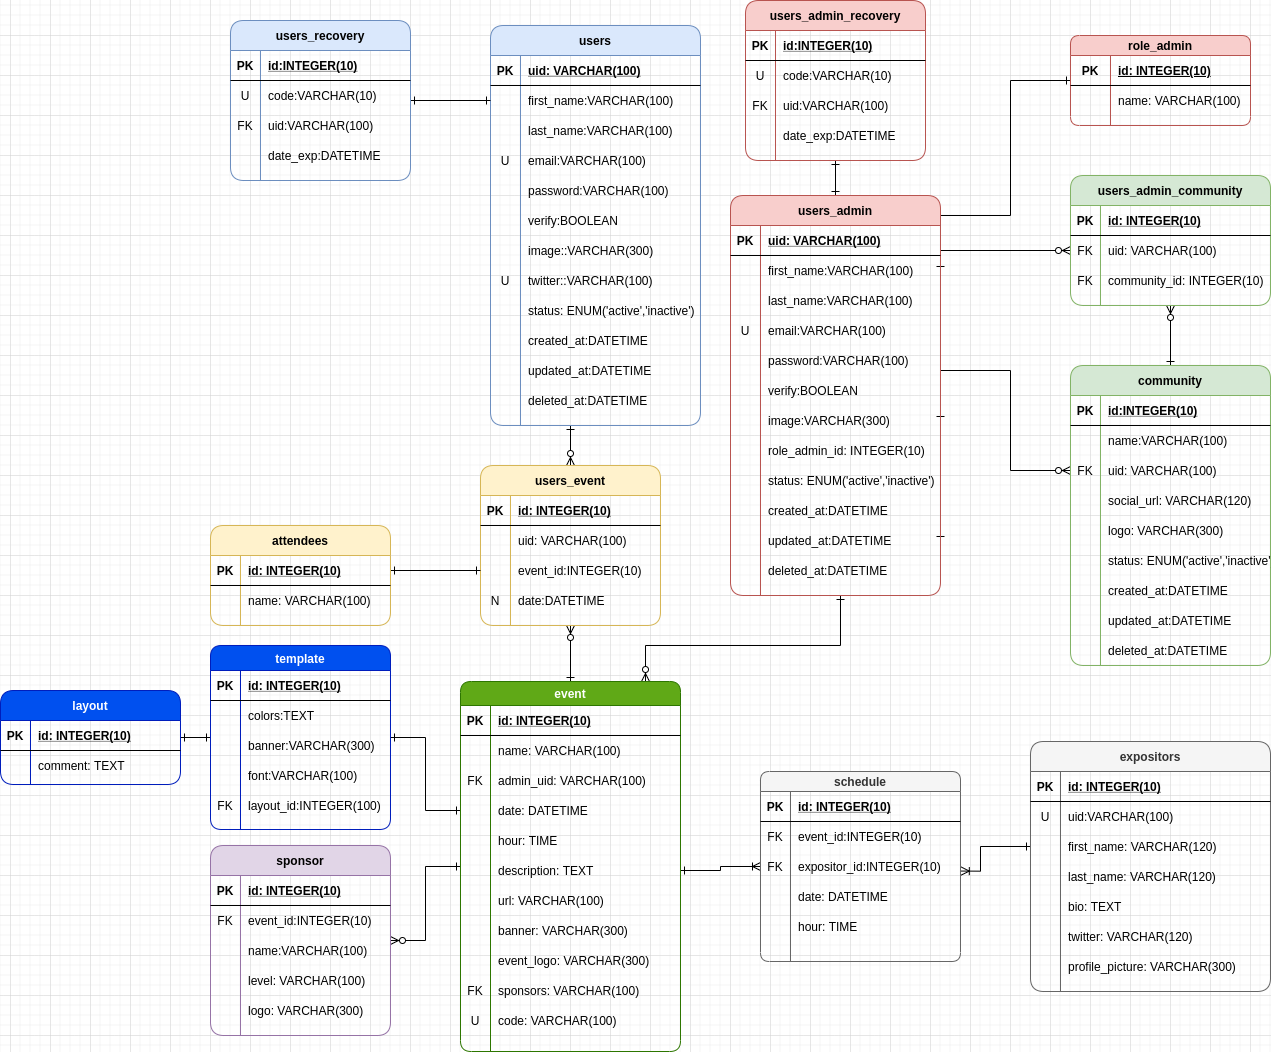 users_recovery
PK id:INTEGER(10)
U code:VARCHAR(10)
FK uid:VARCHAR(100)
date_exp:DATETIME
users
PK uid: VARCHAR(100)
first_name:VARCHAR(100)
last_name:VARCHAR(100)
U email:VARCHAR(100)
password:VARCHAR(100)
verify:BOOLEAN
image::VARCHAR(300)
U twitter::VARCHAR(100)
status: ENUM('active','inactive')
created_at:DATETIME
updated_at:DATETIME
deleted_at:DATETIME
users_admin_recovery
PK id:INTEGER(10)
U code:VARCHAR(10)
FK uid:VARCHAR(100)
date_exp:DATETIME
role_admin
PK id: INTEGER(10)
name: VARCHAR(100)
users_admin
PK uid: VARCHAR(100)
first_name:VARCHAR(100)
last_name:VARCHAR(100)
U email:VARCHAR(100)
password:VARCHAR(100)
verify:BOOLEAN
image:VARCHAR(300)
role_admin_id: INTEGER(10)
status: ENUM('active','inactive')
created_at:DATETIME
updated_at:DATETIME
deleted_at:DATETIME
users_admin_community
PK id: INTEGER(10)
FK uid: VARCHAR(100)
FK community_id: INTEGER(10)
community
PK id:INTEGER(10)
name:VARCHAR(100)
FK uid: VARCHAR(100)
social_url: VARCHAR(120)
logo: VARCHAR(300)
status: ENUM('active','inactive'
created_at:DATETIME
updated_at:DATETIME
deleted_at:DATETIME
users_event
PK id: INTEGER(10)
uid: VARCHAR(100)
event_id:INTEGER(10)
N date:DATETIME
attendees
PK id: INTEGER(10)
name: VARCHAR(100)
template
PK id: INTEGER(10)
colors:TEXT
banner:VARCHAR(300)
font:VARCHAR(100)
FK layout_id:INTEGER(100)
layout
PK id: INTEGER(10)
comment: TEXT
sponsor
PK id: INTEGER(10)
FK event_id:INTEGER(10)
name:VARCHAR(100)
level: VARCHAR(100)
logo: VARCHAR(300)
event
PK id: INTEGER(10)
name: VARCHAR(100)
FK admin_uid: VARCHAR(100)
date: DATETIME
hour: TIME
description: TEXT
url: VARCHAR(100)
banner: VARCHAR(300)
event_logo: VARCHAR(300)
FK sponsors: VARCHAR(100)
U code: VARCHAR(100)
schedule
PK id: INTEGER(10)
FK event_id:INTEGER(10)
FK expositor_id:INTEGER(10)
date: DATETIME
hour: TIME
expositors
PK id: INTEGER(10)
U uid:VARCHAR(100)
first_name: VARCHAR(120)
last_name: VARCHAR(120)
bio: TEXT
twitter: VARCHAR(120)
profile_picture: VARCHAR(300)